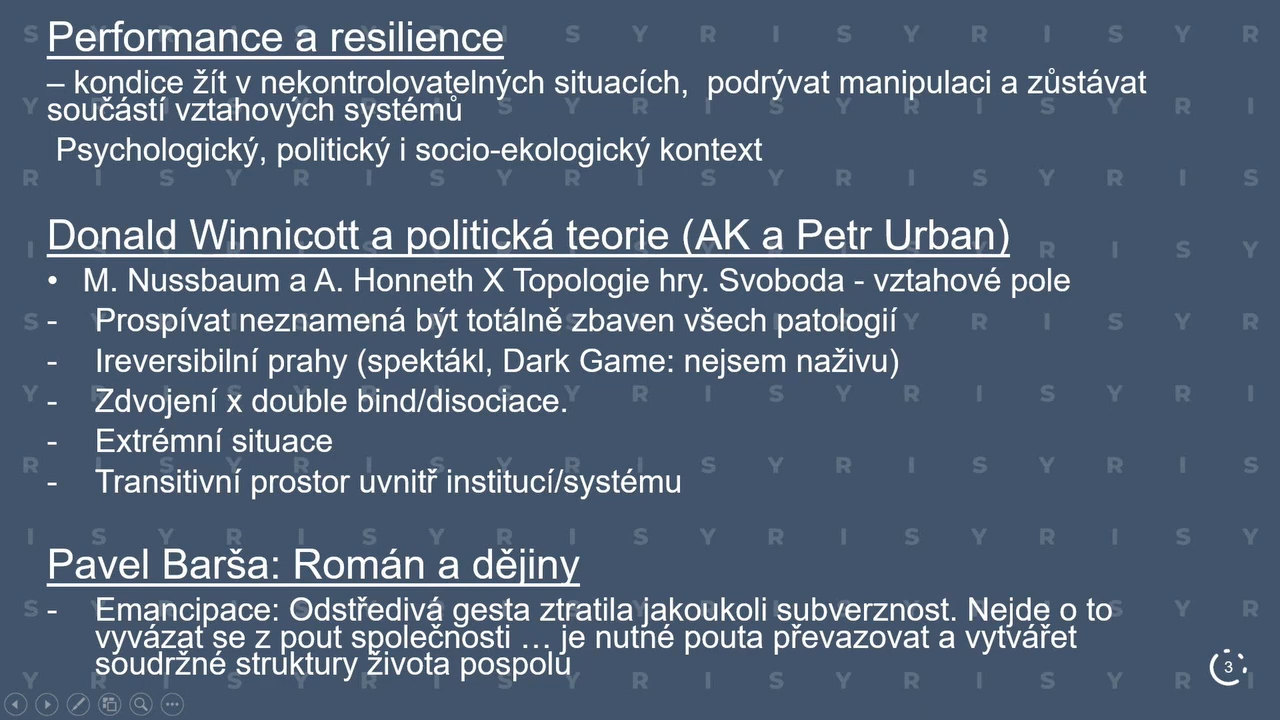 Performance a resilience
– kondice žít v nekontrolovatelných situacích, podrývat manipulaci a zůstávat
součástí vztahových systémů
Psychologický, politický i socio-ekologický kontext
Donald Winnicott a politická teorie (AK a Petr Urban)
• M. Nussbaum a A. Honneth X Topologie hry. Svoboda - vztahové pole
- Prospívat neznamená být totálně zbaven všech patologií
- Ireversibilní prahy (spektákl, Dark Game: nejsem naživu)
- Zdvojení x double bind/disociace.
- Extrémní situace
- Transitivní prostor uvnitř institucí/systému
Pavel Barša: Román a dějiny
- Emancipace: Odstředivá gesta ztratila jakoukoli subverznost. Nejde o to
vyvázat se z pout společnosti … je nutné pouta převazovat a vytvářet
soudržné struktury života pospolu
3